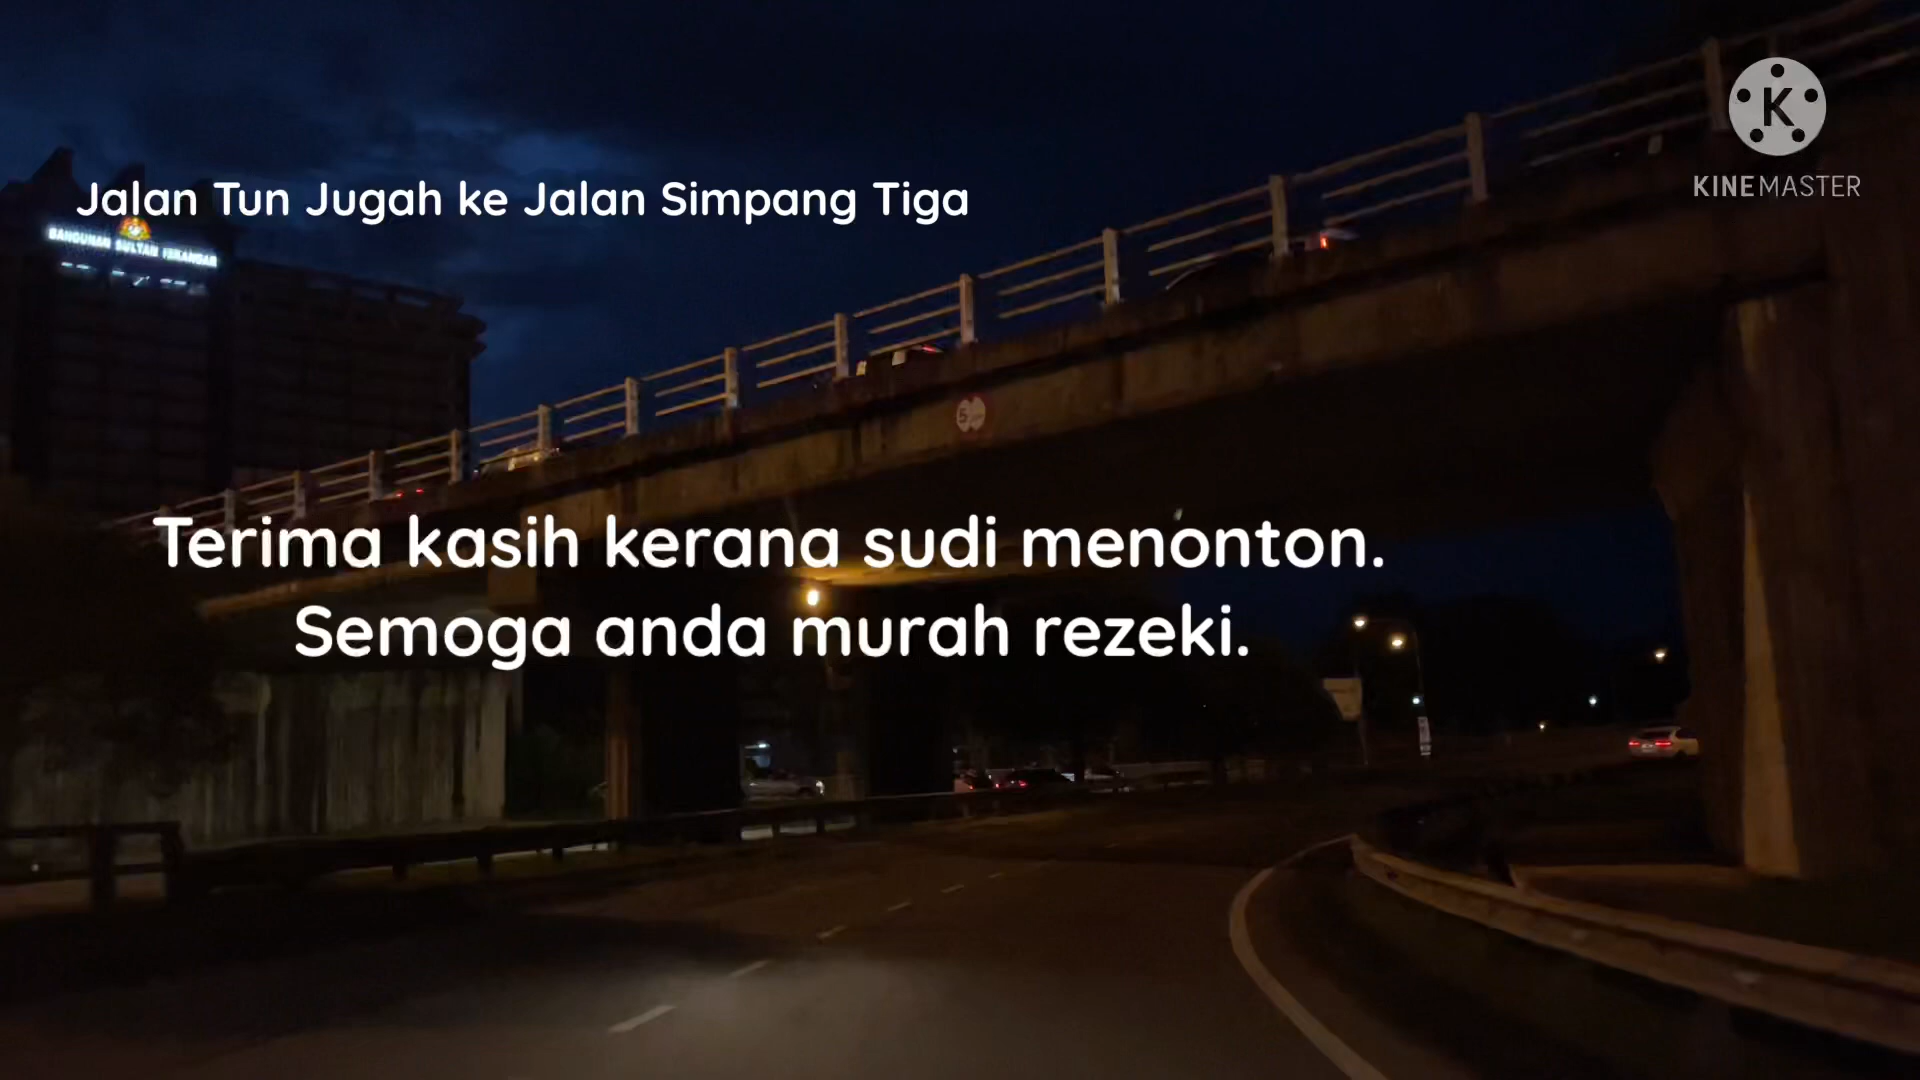 Jalan Tun Jugah ke Jalan Simpang Tiga
K
KINEMASTER
BANGUNAN SULTAN ISKANDAR
5
Terima kasih kerana sudi menonton.
Semoga anda murah rezeki.